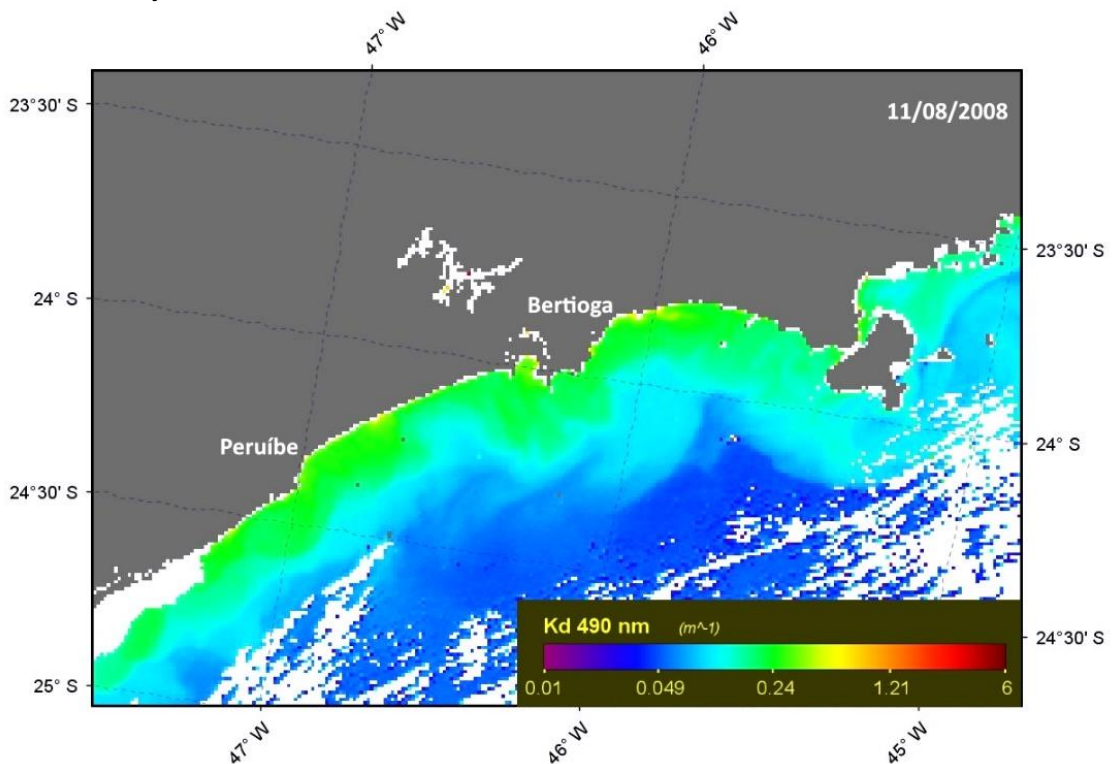 47° W
46° W
23°30' S
11/08/2008
23°30' S
24° S
Bertioga
Peruíbe
24° S
24°30' S
Kd 490 nm (m^-1)
24°30' S
0.01 0.049 0.24 1.21 6
25° S
47° W
46° W
45° W